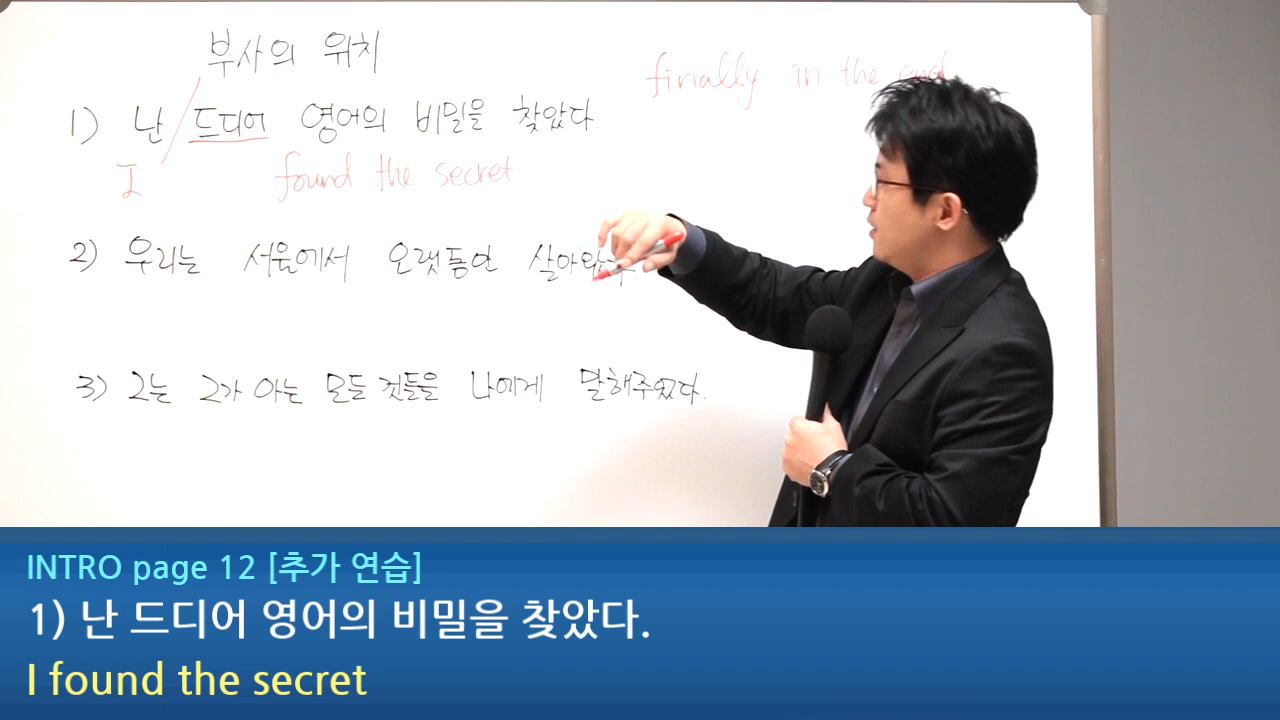 부사의 위치
finally in the end
1) 난 / 드디어 영어의 비밀을 찾았다
I found the secret
2) 우리는 서울에서 오랫동안 살아왔다.
3) 그는 그가 아는 모든 것들을 나에게 말해주었다.
INTRO page 12 [추가 연습]
1) 난 드디어 영어의 비밀을 찾았다.
I found the secret